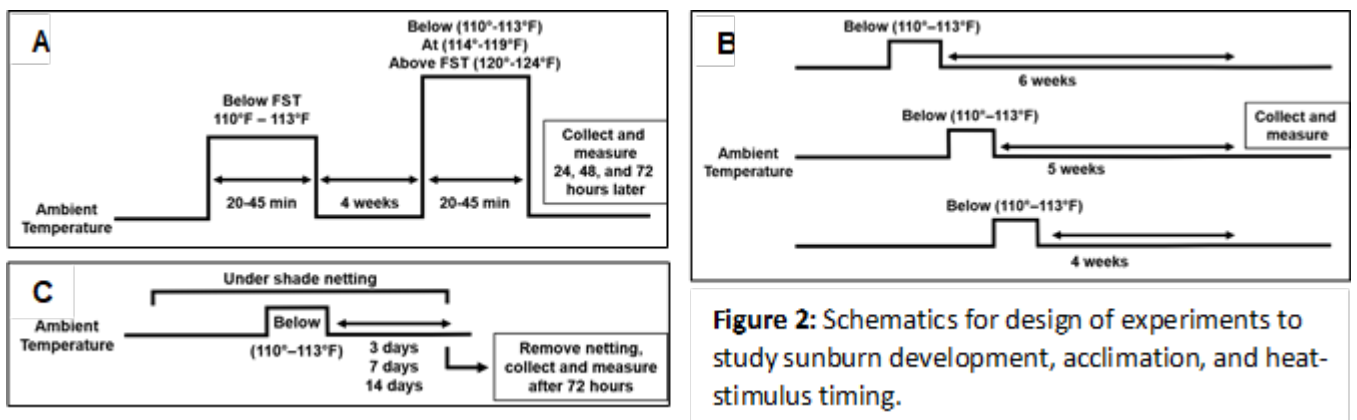 A
Below (110°-113°F)
At (114°-119°F)
Above FST (120°-124°F)
Below FST
110°F – 113°F
Collect and
measure
24, 48, and 72
hours later
20-45 min
4 weeks
20-45 min
Ambient
Temperature
B
Below (110°–113°F)
6 weeks
Below (110°–113°F)
Collect and
measure
Ambient
Temperature
5 weeks
Below (110°–113°F)
4 weeks
C
Under shade netting
Ambient
Temperature
Below
(110°–113°F)
3 days
7 days
14 days
Remove netting,
collect and measure
after 72 hours
Figure 2: Schematics for design of experiments to
study sunburn development, acclimation, and heat-
stimulus timing.